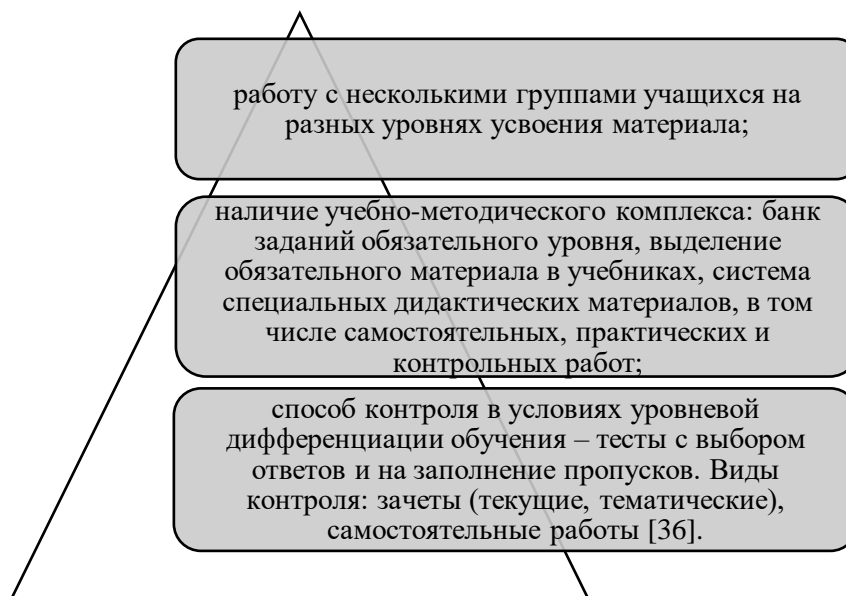 работу с несколькими группами учащихся на
разных уровнях усвоения материала;
наличие учебно-методического комплекса: банк
заданий обязательного уровня, выделение
обязательного материала в учебниках, система
специальных дидактических материалов, в том
числе самостоятельных, практических и
контрольных работ;
способ контроля в условиях уровневой
дифференциации обучения – тесты с выбором
ответов и на заполнение пропусков. Виды
контроля: зачеты (текущие, тематические),
самостоятельные работы [36].